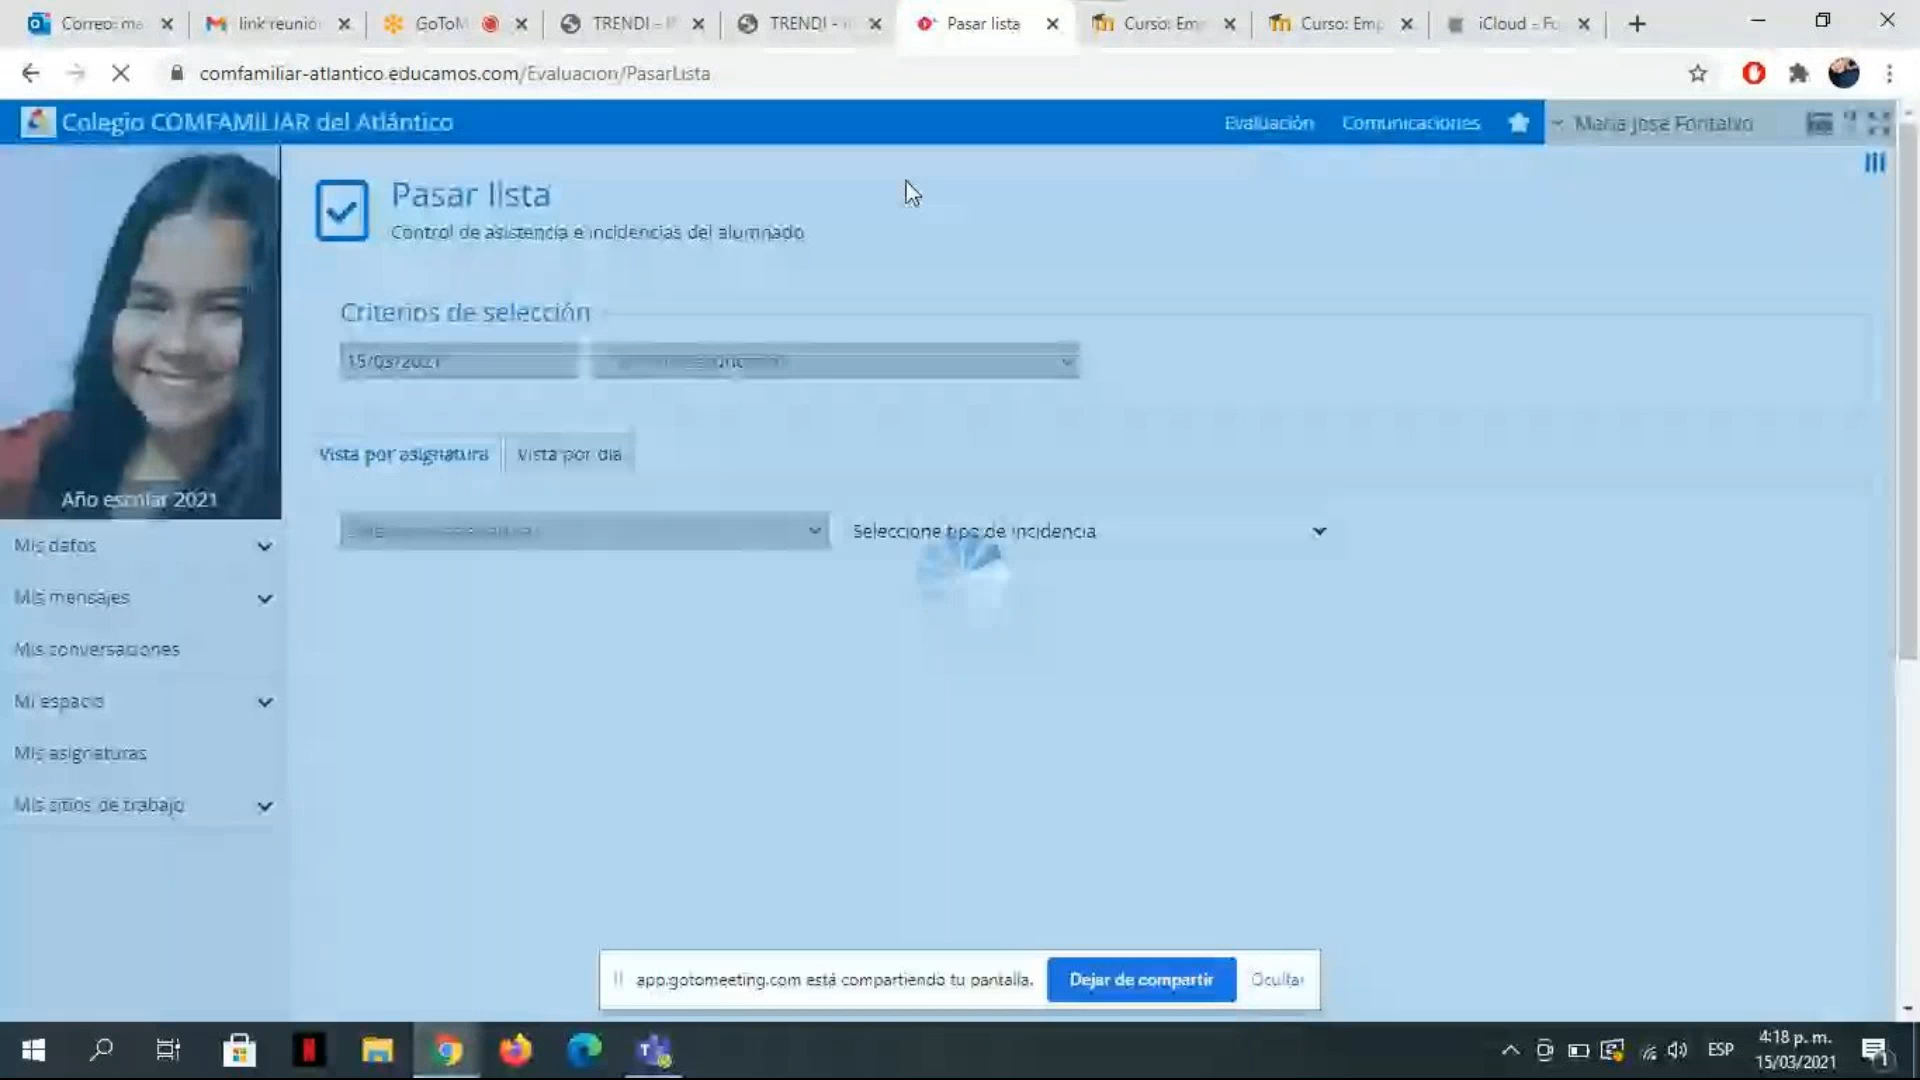 Correo: ma
link reunió
GoToM
TRENDI - I
TRENDI -
Pasar lista
Curso: Em
Curso: Emp
iCloud - Fo
comfamiliar-atlantico.educamos.com/Evaluacion/PasarLista
Colegio COMFAMILIAR del Atlántico
Evaluación
Comunicaciones
Maria Jose Fontalvo
Pasar lista
Control de asistencia e incidencias del alumnado
Criterios de selección
15/03/2021
Vista por asignatura
Vista por día
Año escolar 2021
Seleccione tipo de incidencia
Mis datos
Mis mensajes
Mis conversaciones
Mi espacio
Mis asignaturas
Mis sitios de trabajo
app.gotomeeting.com está compartiendo tu pantalla.
Dejar de compartir
Ocultar
ESP
4:18 p. m.
15/03/2021